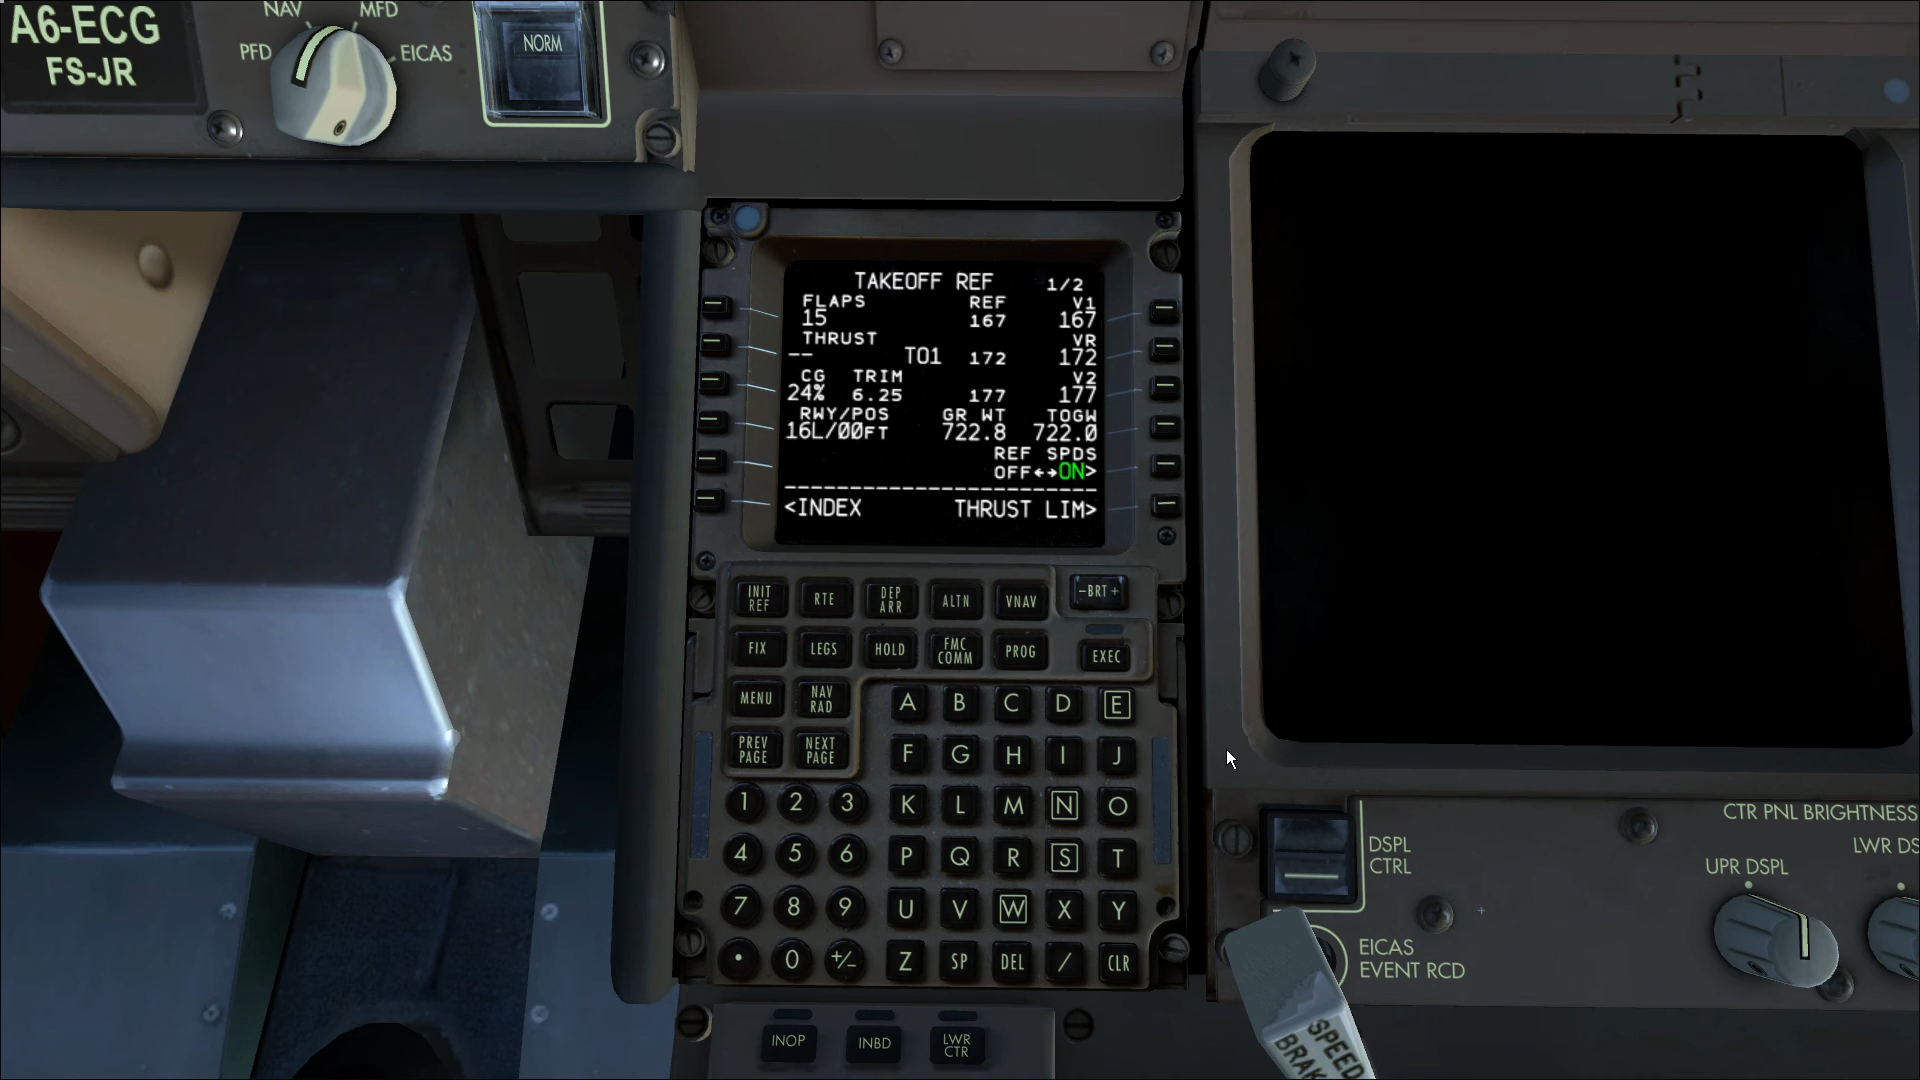 A6-ECG
FS-JR
NAV
MFD
PFD
EICAS
NORM
TAKEOFF REF 1/2
FLAPS REF V1
15 167 167
THRUST VR
-- TO1 172 172
CG TRIM V2
24% 6.25 177 177
RWY/POS GR WT TOGW
16L/00FT 722.8 722.0
REF SPDS
OFF↔ON>
--------------------------
<INDEX THRUST LIM>
INIT REF
RTE
DEP ARR
ALTN
VNAV
-BRT+
FIX
LEGS
HOLD
FMC COMM
PROG
EXEC
MENU
NAV RAD
PREV PAGE
NEXT PAGE
A B C D E
F G H I J
1 2 3 K L M N O
4 5 6 P Q R S T
7 8 9 U V W X Y
. 0 +/- Z SP DEL / CLR
INOP
INBD
LWR CTR
DSPL
CTRL
EICAS
EVENT RCD
CTR PNL BRIGHTNESS
UPR DSPL
LWR DS
SPEED
BRAK